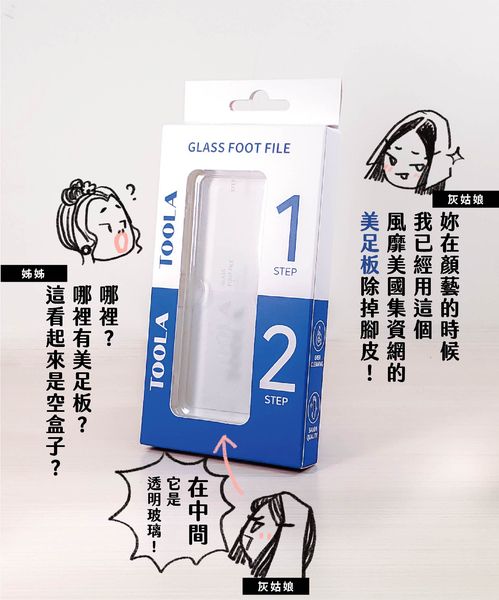 妳在顏藝的時候
我已經用這個
風靡美國集資網的
美足板除掉腳皮！
灰姑娘
姊姊
?
哪裡？
哪裡有美足板？
這看起來是空盒子？
GLASS FOOT FILE
TOOLA
1
STEP
TOOLA
2
STEP
在中間
它是
透明玻璃！
灰姑娘